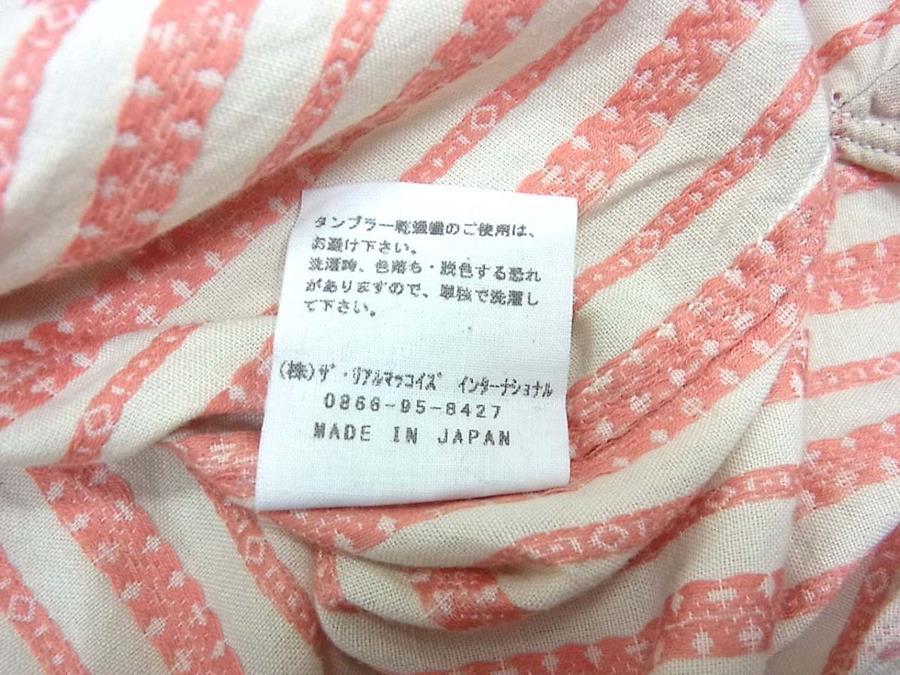 タンブラー乾燥機のご使用は、
お避け下さい。
洗濯時、色落ち・脱色する恐れ
がありますので、単独で洗濯し
て下さい。
(株)ザ・リアルマッコイズ インターナショナル
0866-95-8427
MADE IN JAPAN